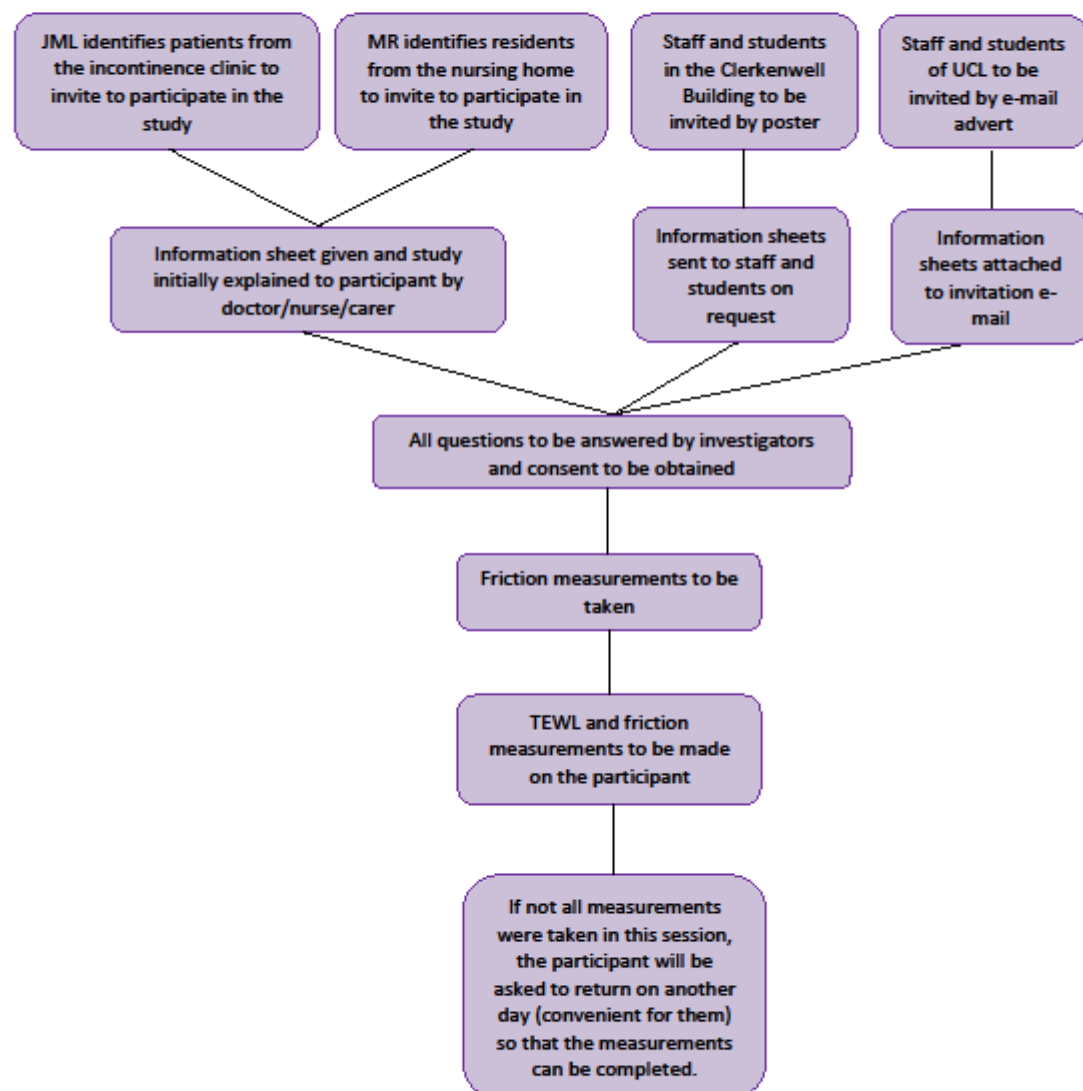 JML identifies patients from
the incontinence clinic to
invite to participate in the
study
MR identifies residents
from the nursing home
to invite to participate in
the study
Staff and students
in the Clerkenwell
Building to be
invited by poster
Staff and students
of UCL to be
invited by e-mail
advert
Information sheet given and study
initially explained to participant by
doctor/nurse/carer
Information sheets
sent to staff and
students on
request
Information
sheets attached
to invitation e-
mail
All questions to be answered by investigators
and consent to be obtained
Friction measurements to be
taken
TEWL and friction
measurements to be made
on the participant
If not all measurements
were taken in this session,
the participant will be
asked to return on another
day (convenient for them)
so that the measurements
can be completed.